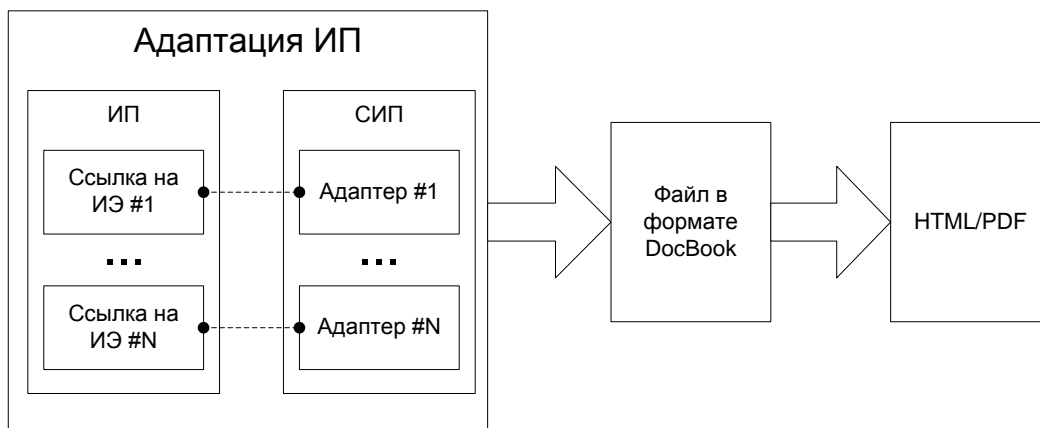 Адаптация ИП
ИП
Ссылка на
ИЭ #1
...
Ссылка на
ИЭ #N
СИП
Адаптер #1
...
Адаптер #N
Файл в
формате
DocBook
HTML/PDF